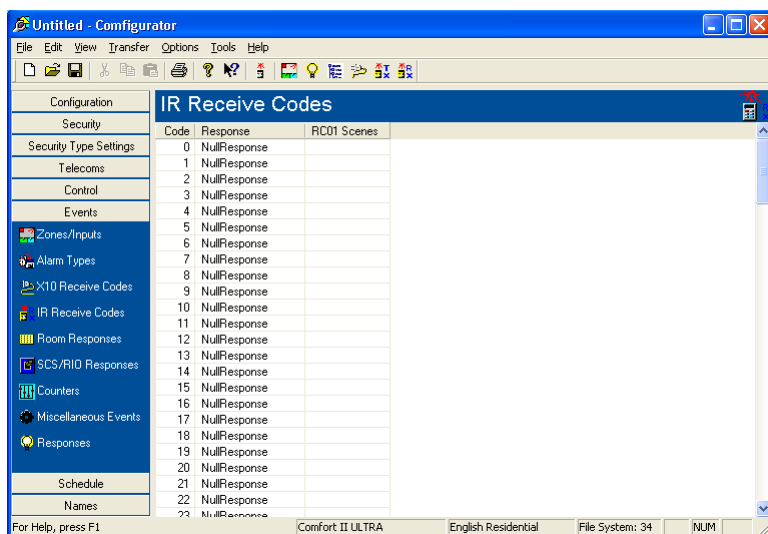 Untitled - Comfigurator
File Edit View Transfer Options Tools Help
Configuration
Security
Security Type Settings
Telecoms
Control
Events
Zones/Inputs
Alarm Types
X10 Receive Codes
IR Receive Codes
Room Responses
SCS/RIO Responses
Counters
Miscellaneous Events
Responses
Schedule
Names
IR Receive Codes
Code Response RC01 Scenes
0 NullResponse
1 NullResponse
2 NullResponse
3 NullResponse
4 NullResponse
5 NullResponse
6 NullResponse
7 NullResponse
8 NullResponse
9 NullResponse
10 NullResponse
11 NullResponse
12 NullResponse
13 NullResponse
14 NullResponse
15 NullResponse
16 NullResponse
17 NullResponse
18 NullResponse
19 NullResponse
20 NullResponse
21 NullResponse
22 NullResponse
23 NullResponse
For Help, press F1 Comfort II ULTRA English Residential File System: 34 NUM